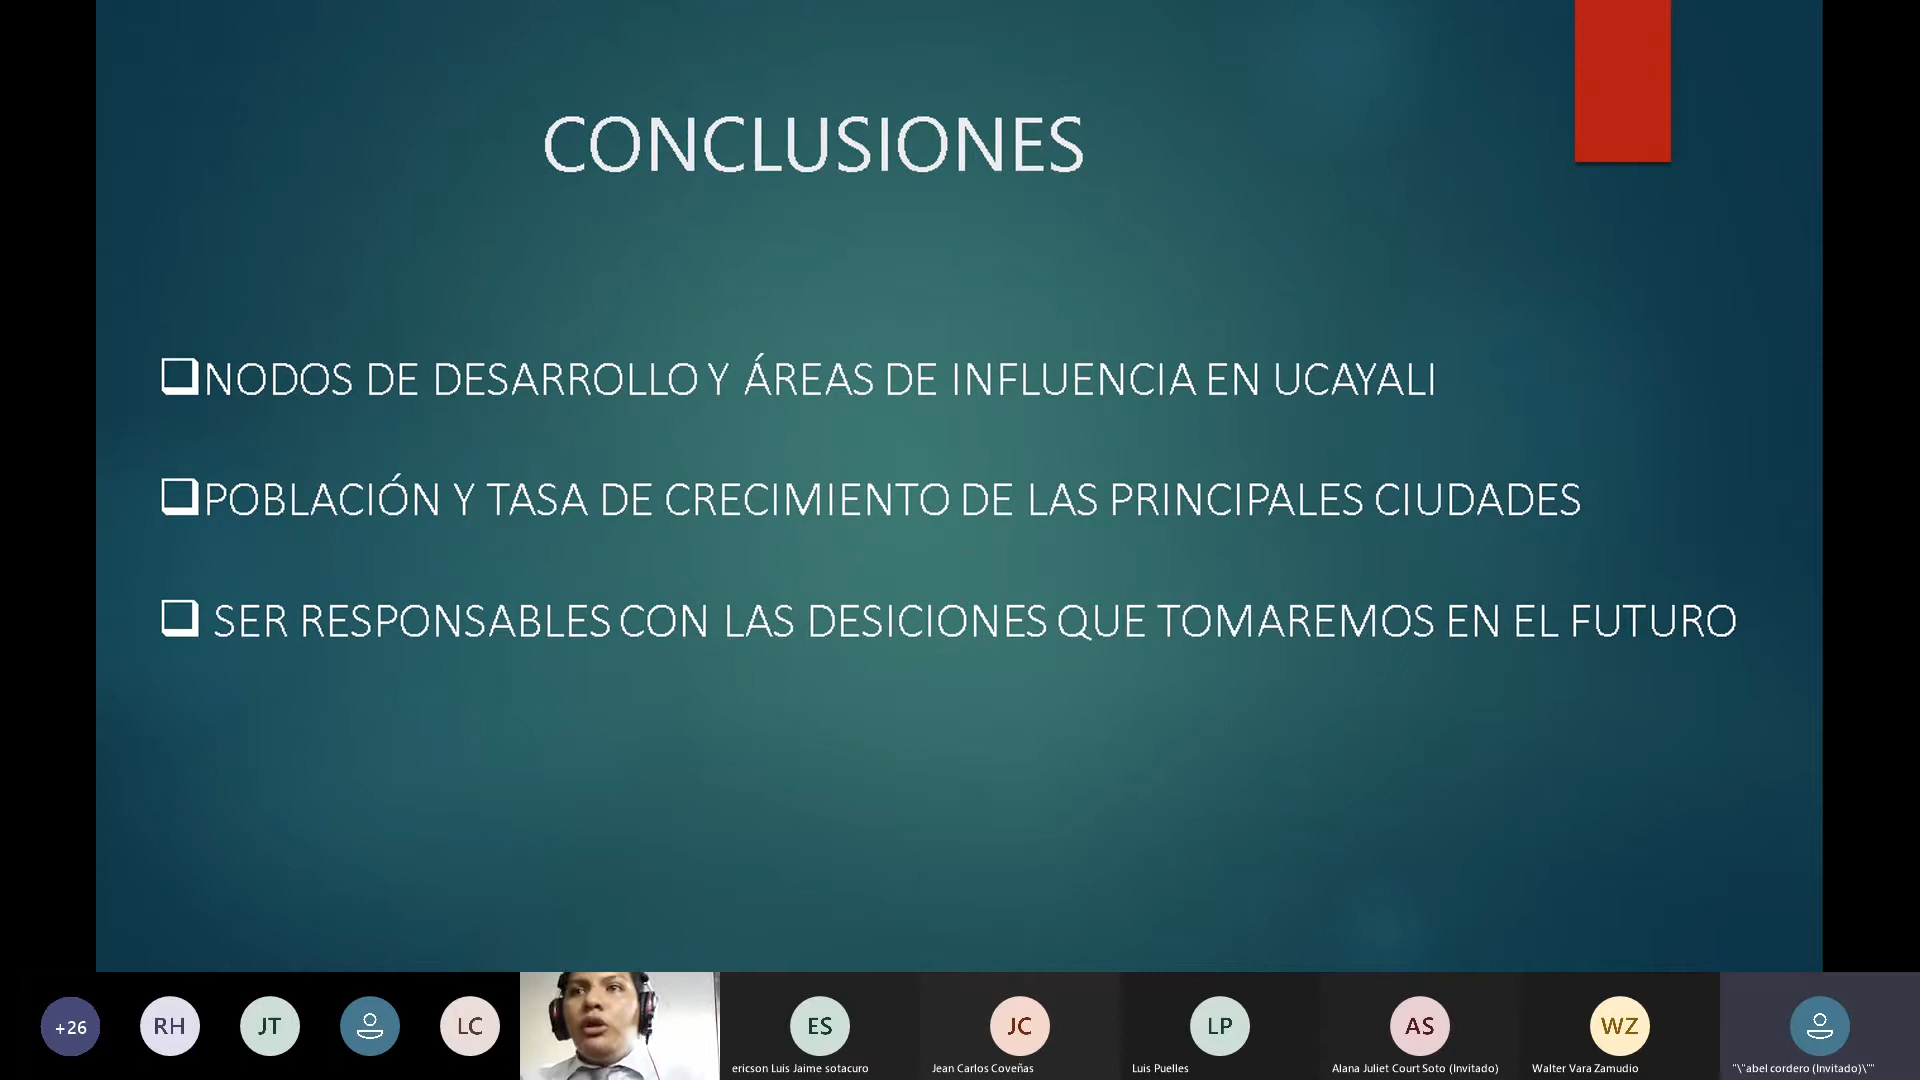 CONCLUSIONES
NODOS DE DESARROLLO Y ÁREAS DE INFLUENCIA EN UCAYALI
POBLACIÓN Y TASA DE CRECIMIENTO DE LAS PRINCIPALES CIUDADES
SER RESPONSABLES CON LAS DESICIONES QUE TOMAREMOS EN EL FUTURO
+26 RH JT LC ES JC LP AS WZ
ericson Luis Jaime sotacuro Jean Carlos Coveñas Luis Puelles Alana Juliet Court Soto (Invitado) Walter Vara Zamudio "\"abel cordero (Invitado)\""